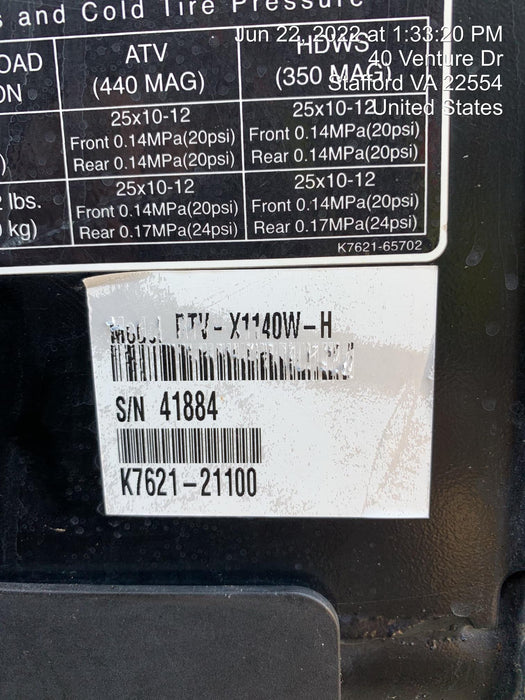 s and Cold Tire Pressure
Jun 22, 2022 at 1:33:20 PM
40 Venture Dr
Stafford VA 22554
United States
OAD
ON
ATV
(440 MAG)
HDWS
(350 MAG)
)
25x10-12
Front 0.14MPa(20psi)
Rear 0.14MPa(20psi)
25x10-12
Front 0.14MPa(20psi)
Rear 0.14MPa(20psi)
2 lbs.
kg)
25x10-12
Front 0.14MPa(20psi)
Rear 0.17MPa(24psi)
25x10-12
Front 0.14MPa(20psi)
Rear 0.17MPa(24psi)
K7621-65702
Model RTV-X1140W-H
S/N 41884
K7621-21100